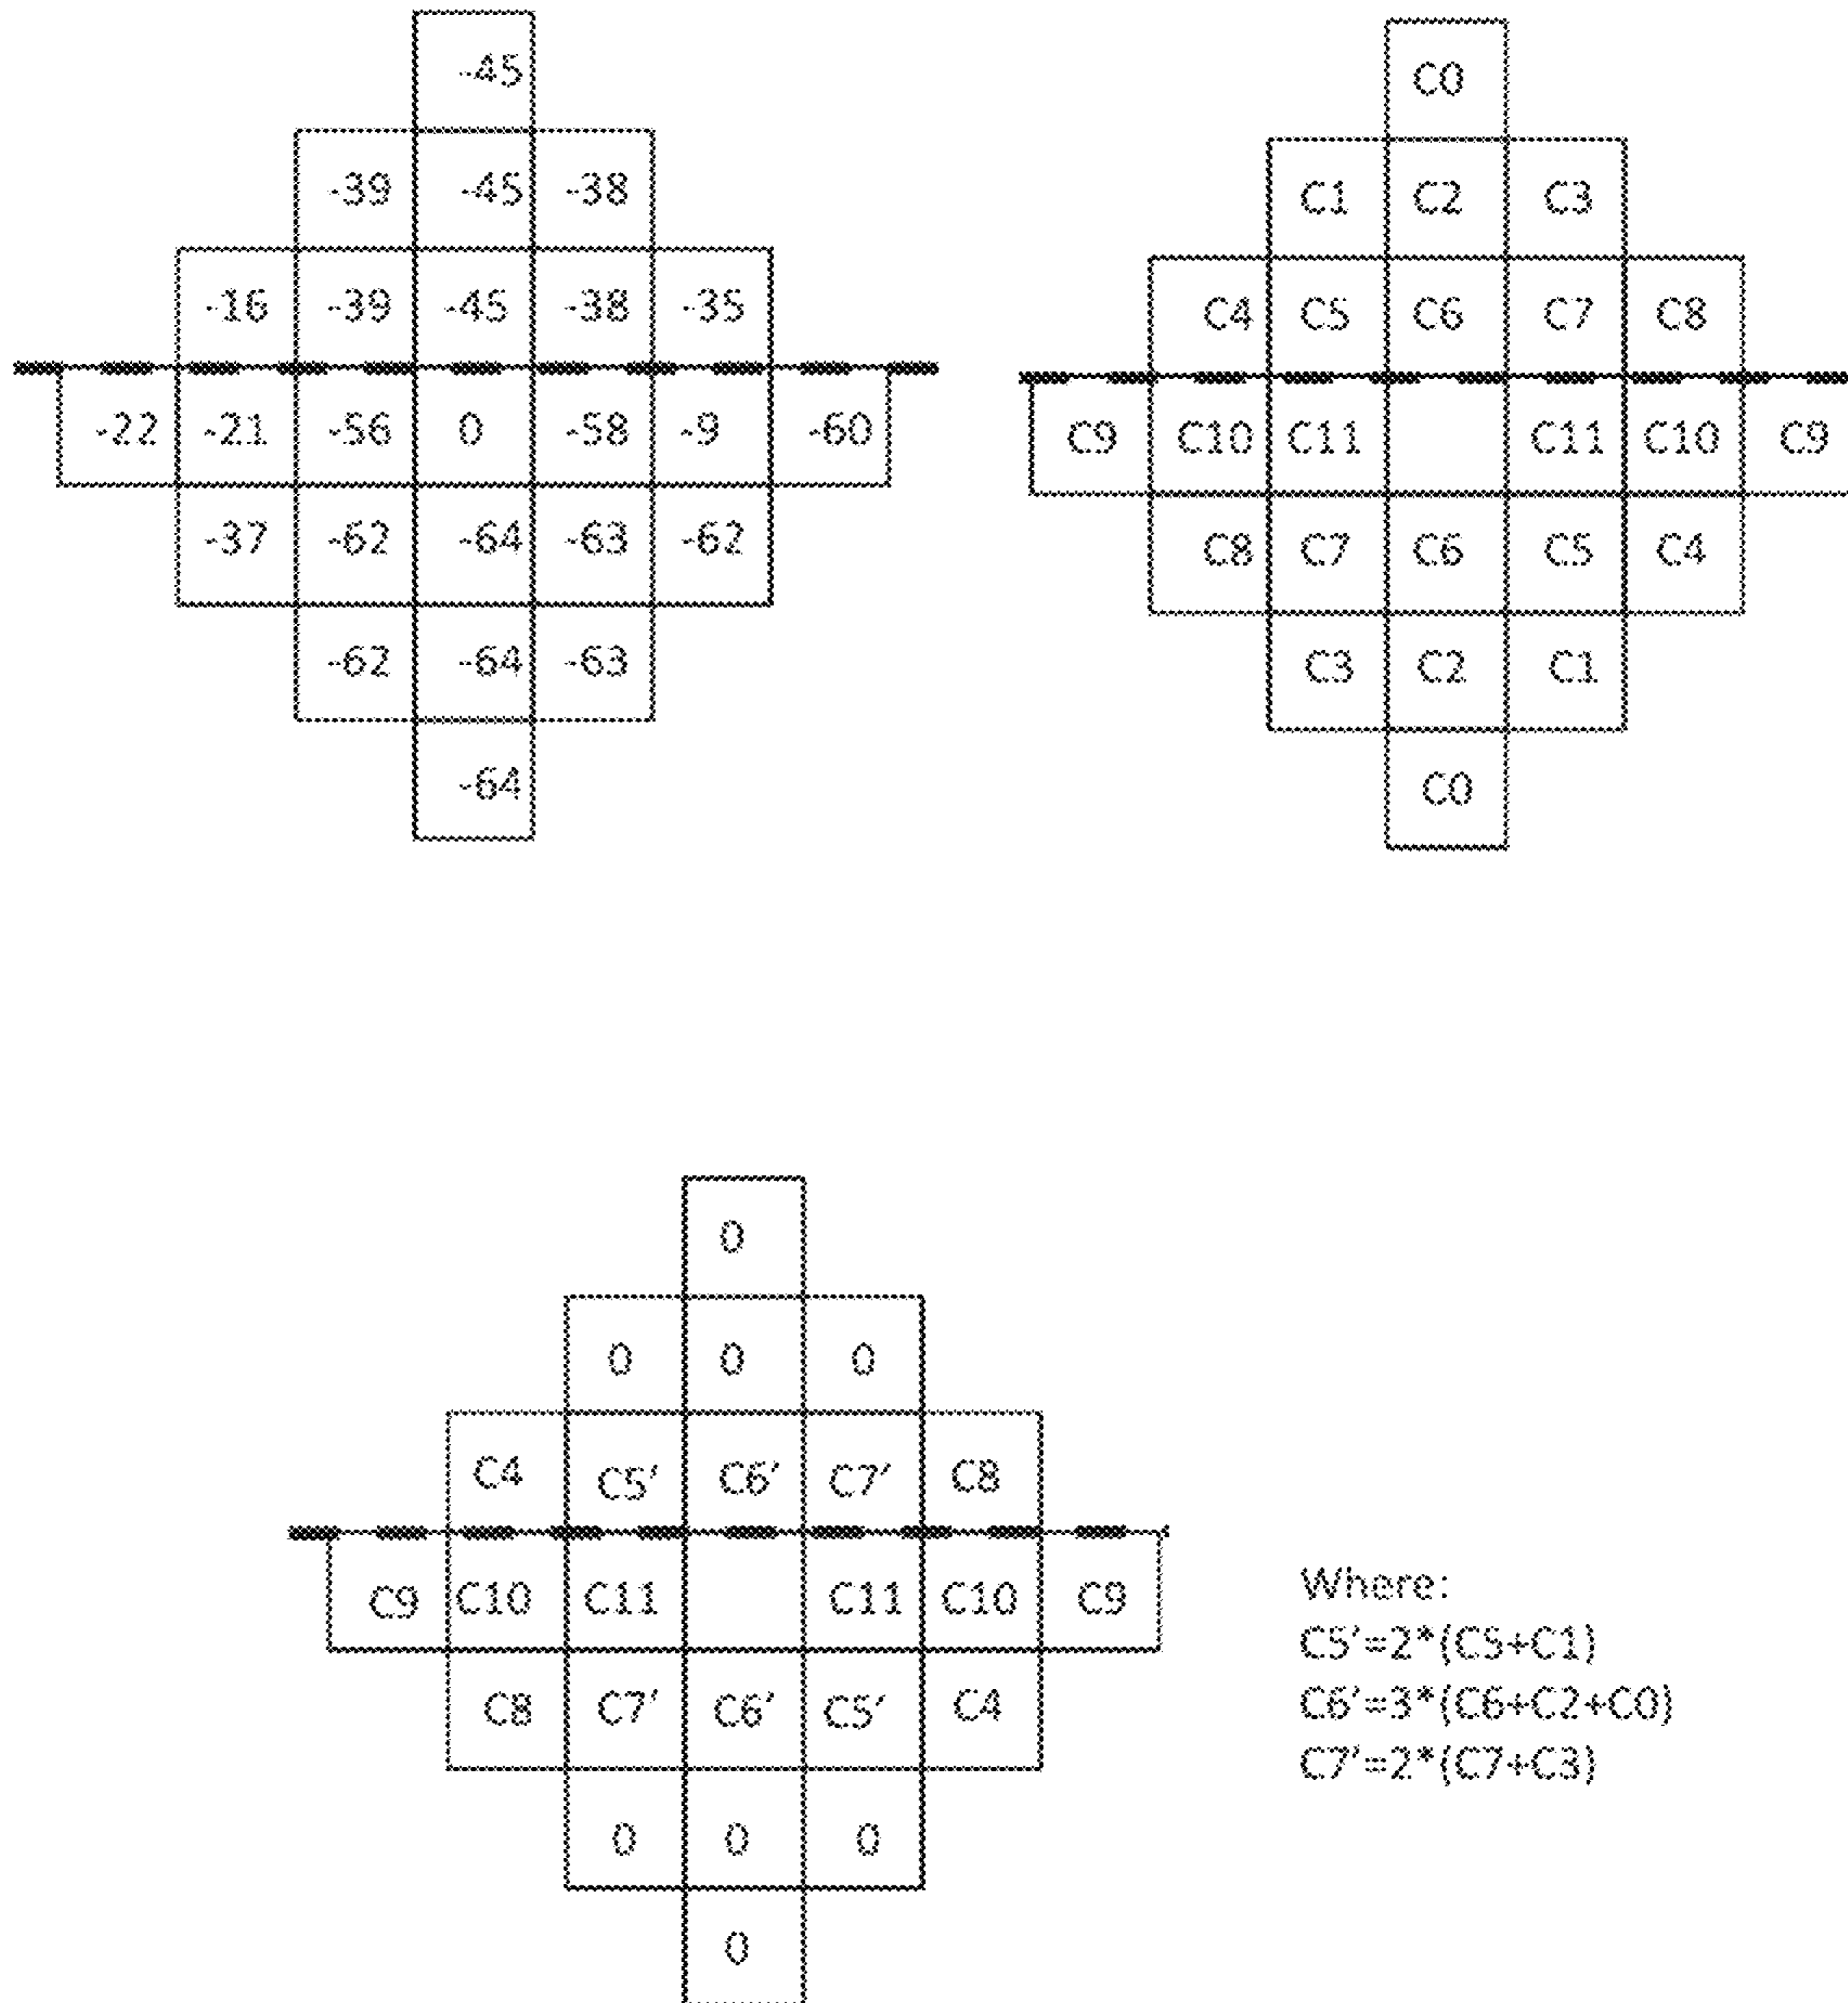 -45
-39 -45 -38
-16 -39 -45 -38 -35
-22 -21 -56 0 -58 -9 -60
-37 -62 -64 -63 -62
-62 -64 -63
-64
C0
C1 C2 C3
C4 C5 C6 C7 C8
C9 C10 C11 C11 C10 C9
C8 C7 C6 C5 C4
C3 C2 C1
C0
0
0 0 0
C4 C5' C6' C7' C8
C9 C10 C11 C11 C10 C9
C8 C7' C6' C5' C4
0 0 0
0
Where:
C5'=2*(C5+C1)
C6'=3*(C6+C2+C0)
C7'=2*(C7+C3)